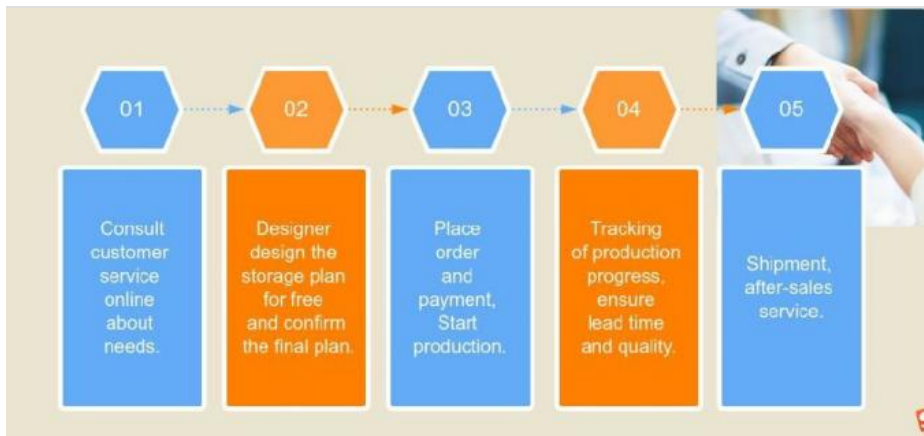 01
02
03
04
05
Consult
customer
service
online
about
needs.
Designer
design the
storage plan
for free
and confirm
the final plan.
Place
order
and
payment,
Start
production.
Tracking
of production
progress,
ensure
lead time
and quality.
Shipment,
after-sales
service.